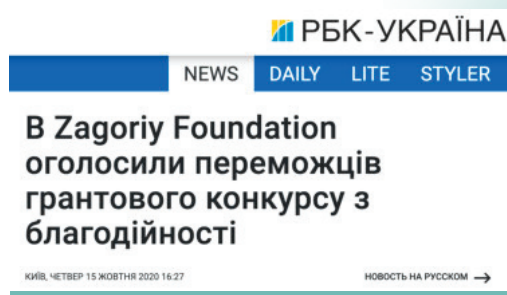 РБК-УКРАЇНА
NEWS DAILY LITE STYLER
В Zagoriy Foundation
оголосили переможців
грантового конкурсу з
благодійності
КИЇВ, ЧЕТВЕР 15 ЖОВТНЯ 2020 16:27 НОВОСТЬ НА РУССКОМ →